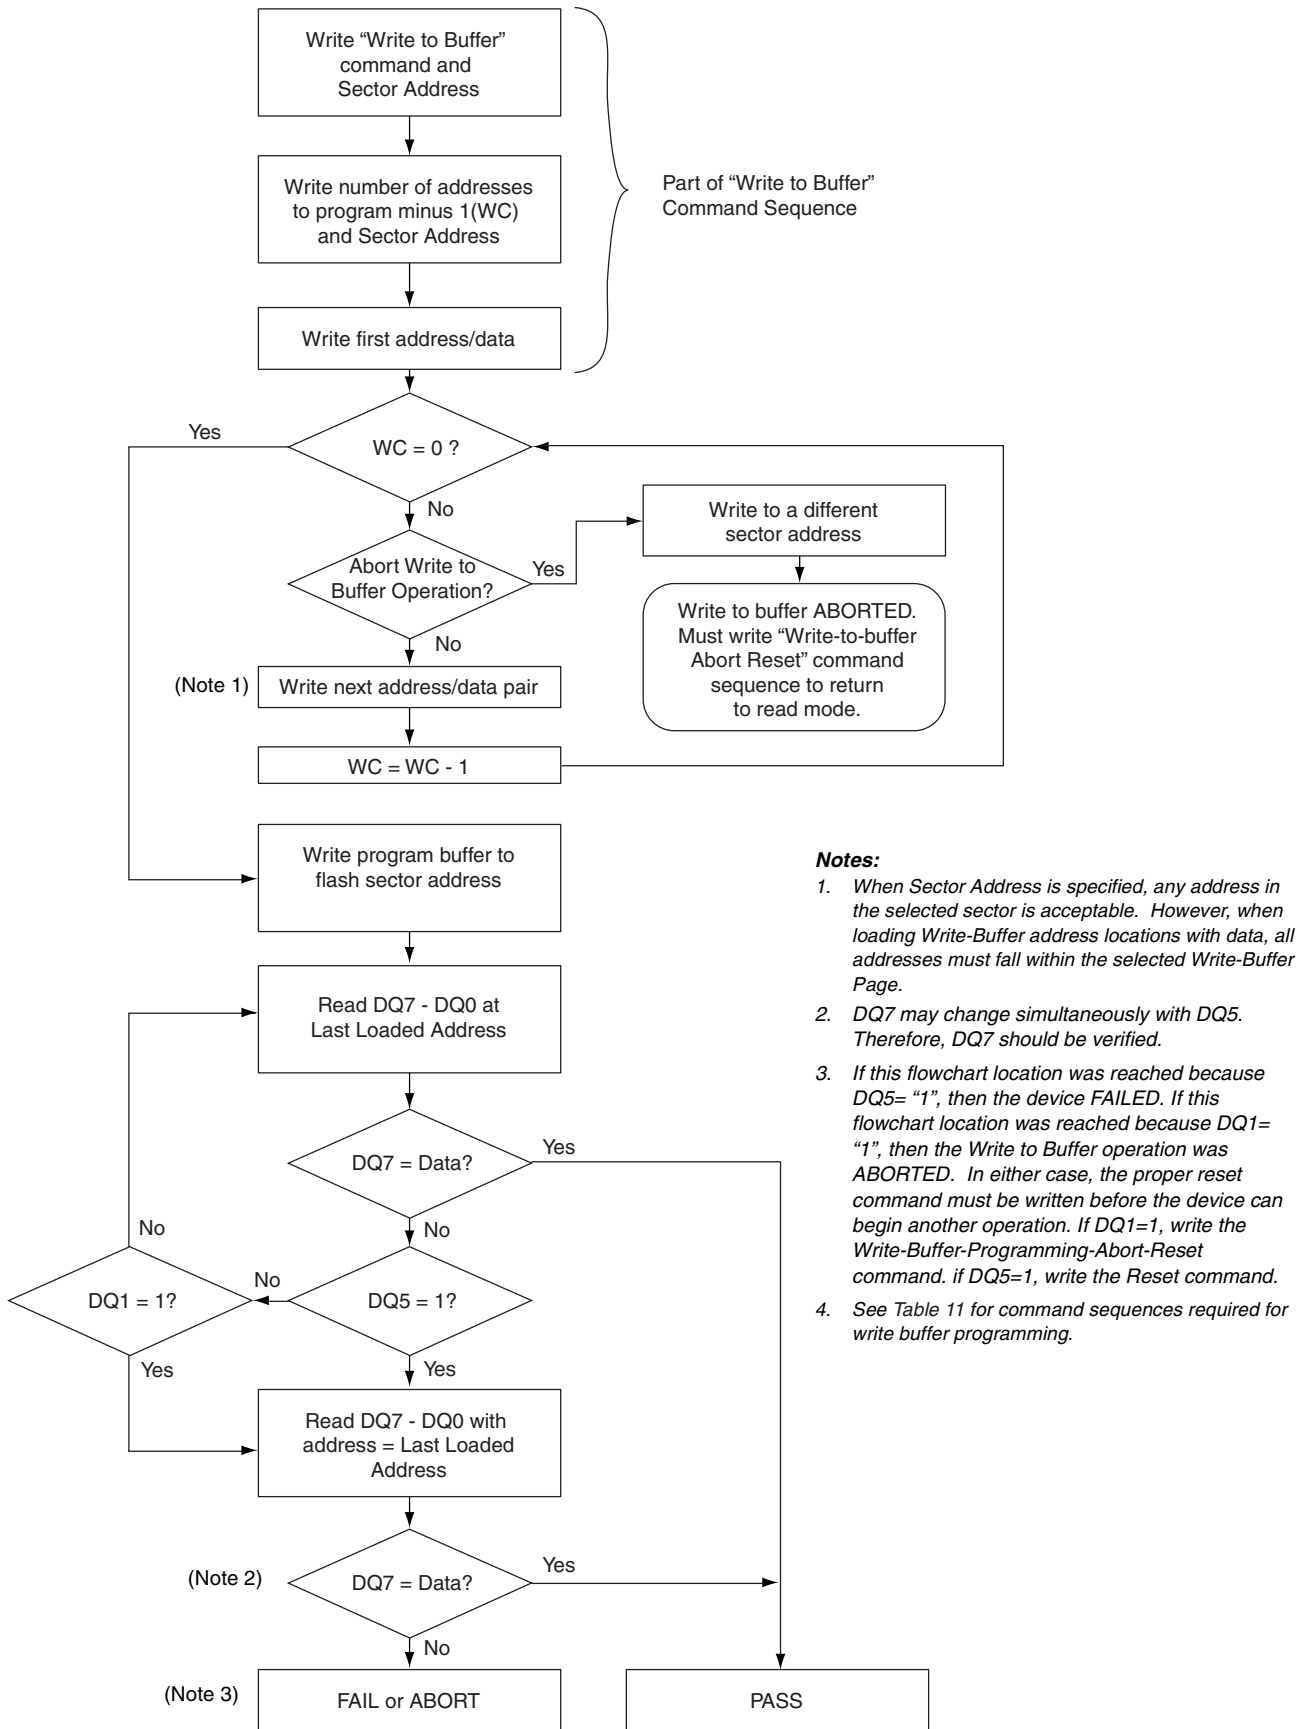 Write “Write to Buffer”
command and
Sector Address
Write number of addresses
to program minus 1(WC)
and Sector Address
Part of “Write to Buffer”
Command Sequence
Write first address/data
Yes
WC = 0 ?
No
Write to a different
sector address
Abort Write to
Buffer Operation?
Yes
Write to buffer ABORTED.
Must write “Write-to-buffer
Abort Reset” command
sequence to return
to read mode.
No
(Note 1)
Write next address/data pair
WC = WC - 1
Write program buffer to
flash sector address
Notes:
1. When Sector Address is specified, any address in
the selected sector is acceptable. However, when
loading Write-Buffer address locations with data, all
addresses must fall within the selected Write-Buffer
Page.
2. DQ7 may change simultaneously with DQ5.
Therefore, DQ7 should be verified.
3. If this flowchart location was reached because
DQ5= “1”, then the device FAILED. If this
flowchart location was reached because DQ1=
“1”, then the Write to Buffer operation was
ABORTED. In either case, the proper reset
command must be written before the device can
begin another operation. If DQ1=1, write the
Write-Buffer-Programming-Abort-Reset
command. if DQ5=1, write the Reset command.
4. See Table 11 for command sequences required for
write buffer programming.
Read DQ7 - DQ0 at
Last Loaded Address
DQ7 = Data?
Yes
No
No
DQ1 = 1?
No
DQ5 = 1?
Yes
Yes
Read DQ7 - DQ0 with
address = Last Loaded
Address
(Note 2)
DQ7 = Data?
Yes
No
(Note 3)
FAIL or ABORT
PASS